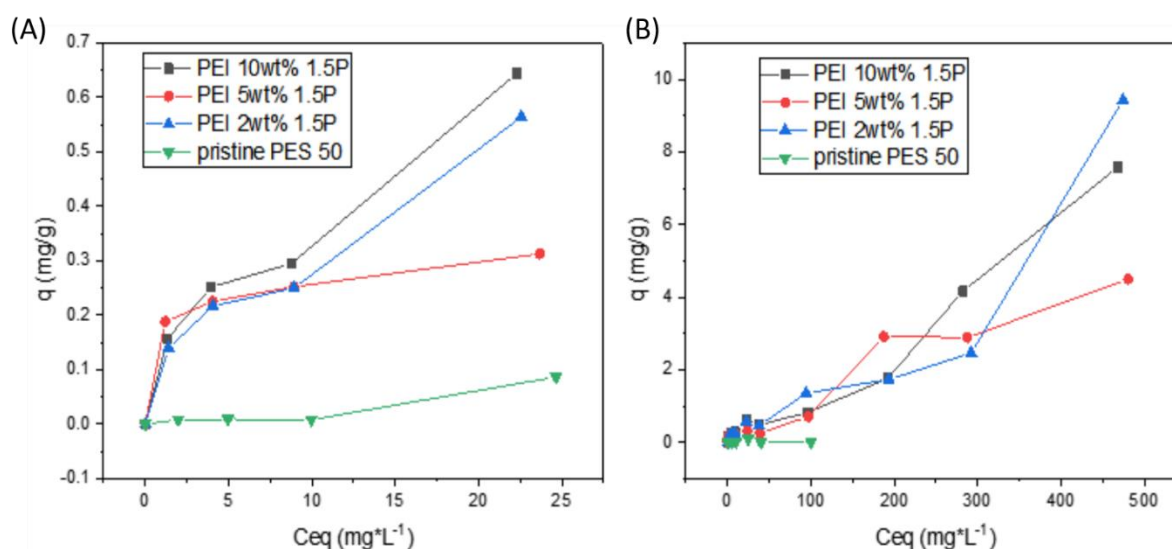 (A)
0.7
0.6
0.5
0.4
0.3
0.2
0.1
0.0
-0.1
q (mg/g)
PEI 10wt% 1.5P
PEI 5wt% 1.5P
PEI 2wt% 1.5P
pristine PES 50
0 5 10 15 20 25
Ceq (mg*L⁻¹)
(B)
10
8
6
4
2
0
q (mg/g)
PEI 10wt% 1.5P
PEI 5wt% 1.5P
PEI 2wt% 1.5P
pristine PES 50
0 100 200 300 400 500
Ceq (mg*L⁻¹)